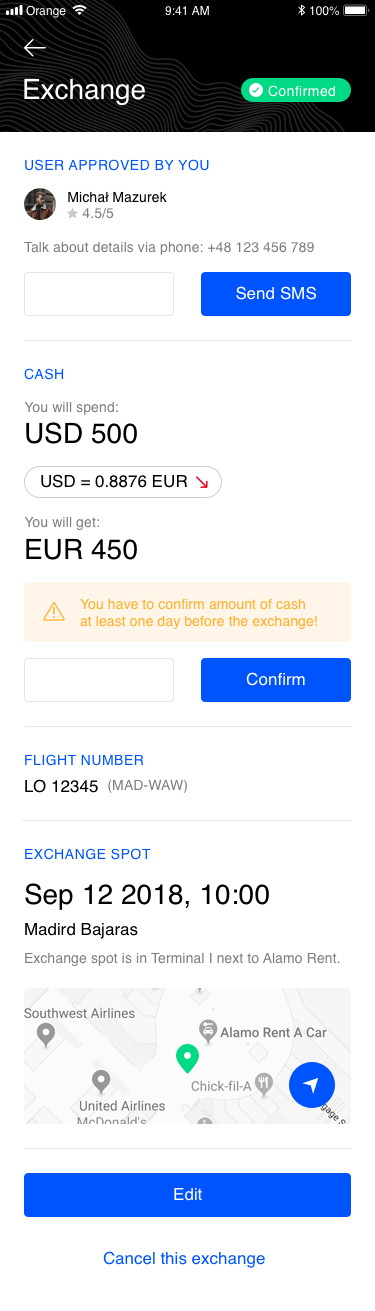 Orange 9:41 AM 100%
Exchange
Confirmed
USER APPROVED BY YOU
Michał Mazurek
4.5/5
Talk about details via phone: +48 123 456 789
Send SMS
CASH
You will spend:
USD 500
USD = 0.8876 EUR
You will get:
EUR 450
You have to confirm amount of cash
at least one day before the exchange!
Confirm
FLIGHT NUMBER
LO 12345 (MAD-WAW)
EXCHANGE SPOT
Sep 12 2018, 10:00
Madird Bajaras
Exchange spot is in Terminal I next to Alamo Rent.
Southwest Airlines
Alamo Rent A Car
Chick-fil-A
United Airlines
McDonald's
Edit
Cancel this exchange